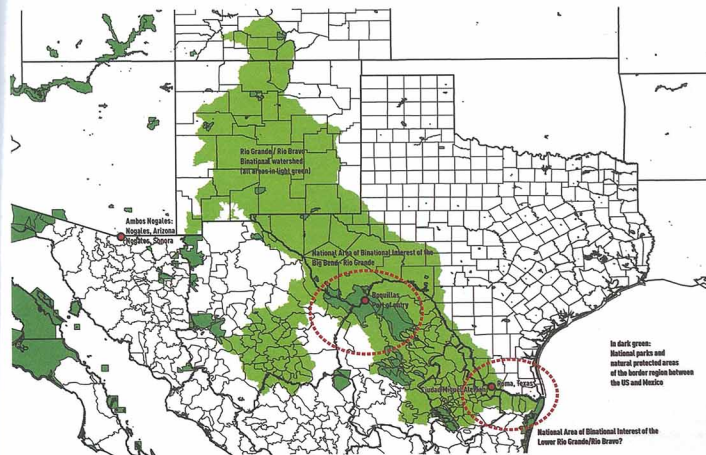 Rio Grande/ Rio Bravo
Binational watershed
(all areas in light green)
Ambos Nogales:
Nogales, Arizona
Nogales, Sonora
National Area of Binational Interest of the
Big Bend- Rio Grande
Boquillas
Port of entry
In dark green:
National parks and
natural protected areas
of the border region between
the US and Mexico
Ciudad Miguel Alemán
Roma, Texas
National Area of Binational Interest of the
Lower Rio Grande/Rio Bravo?